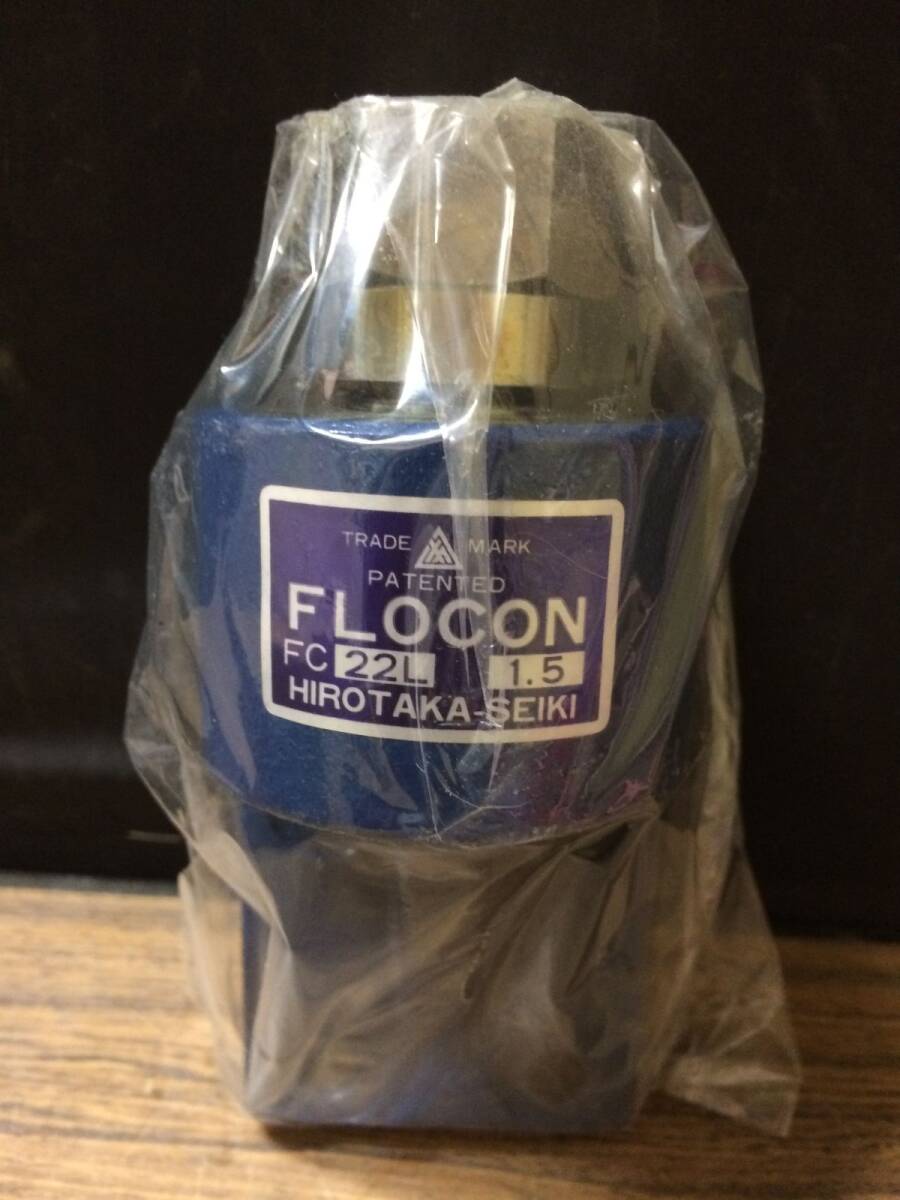 TRADE MARK
PATENTED
FLOCON
FC 22L 1.5
HIROTAKA-SEIKI